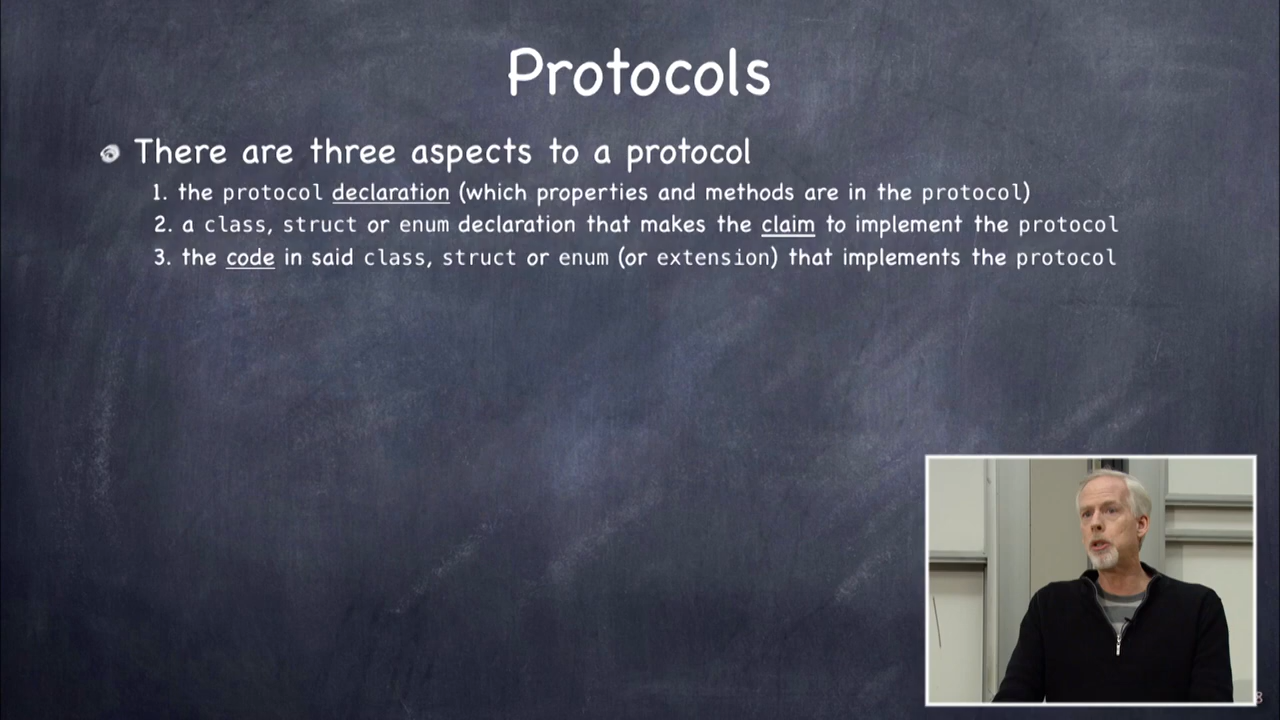 Protocols
There are three aspects to a protocol
1. the protocol declaration (which properties and methods are in the protocol)
2. a class, struct or enum declaration that makes the claim to implement the protocol
3. the code in said class, struct or enum (or extension) that implements the protocol
8